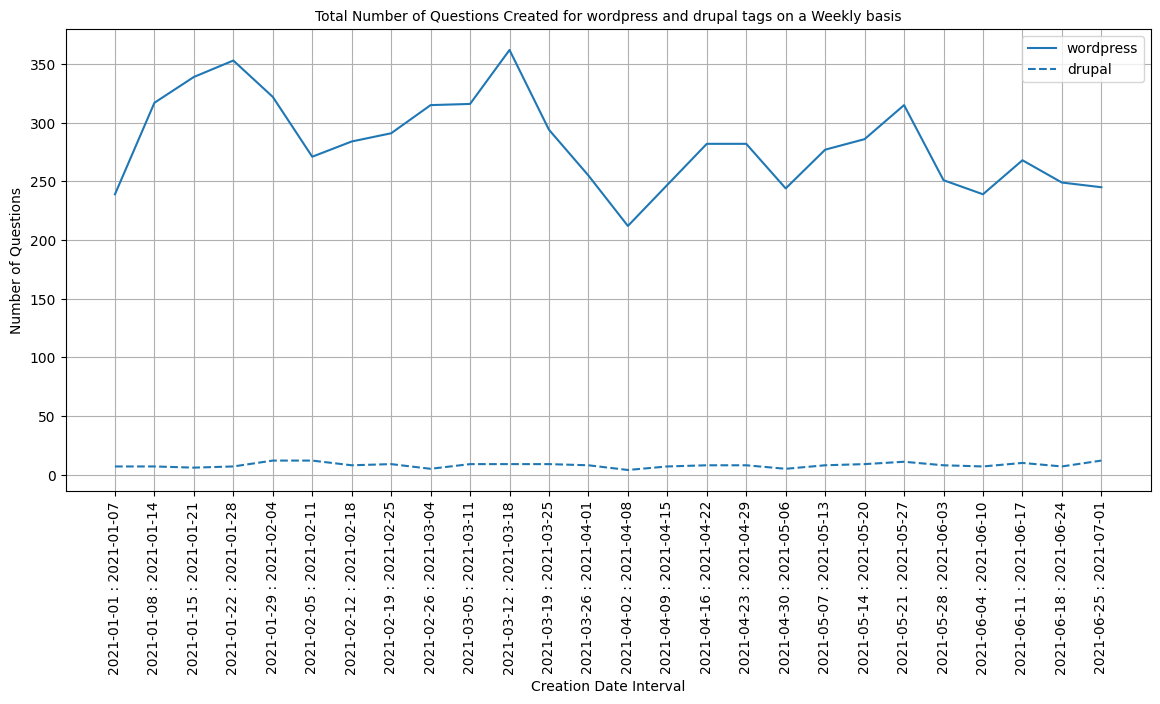 Total Number of Questions Created for wordpress and drupal tags on a Weekly basis
wordpress
drupal
Number of Questions
350
300
250
200
150
100
50
0
2021-01-01 : 2021-01-07
2021-01-08 : 2021-01-14
2021-01-15 : 2021-01-21
2021-01-22 : 2021-01-28
2021-01-29 : 2021-02-04
2021-02-05 : 2021-02-11
2021-02-12 : 2021-02-18
2021-02-19 : 2021-02-25
2021-02-26 : 2021-03-04
2021-03-05 : 2021-03-11
2021-03-12 : 2021-03-18
2021-03-19 : 2021-03-25
2021-03-26 : 2021-04-01
2021-04-02 : 2021-04-08
2021-04-09 : 2021-04-15
2021-04-16 : 2021-04-22
2021-04-23 : 2021-04-29
2021-04-30 : 2021-05-06
2021-05-07 : 2021-05-13
2021-05-14 : 2021-05-20
2021-05-21 : 2021-05-27
2021-05-28 : 2021-06-03
2021-06-04 : 2021-06-10
2021-06-11 : 2021-06-17
2021-06-18 : 2021-06-24
2021-06-25 : 2021-07-01
Creation Date Interval